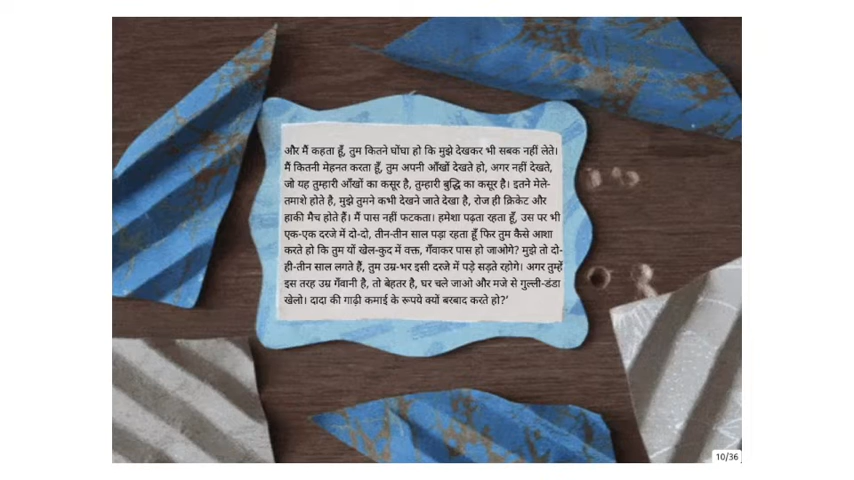 और मैं कहता हूँ, तुम कितने घोंघा हो कि मुझे देखकर भी सबक नहीं लेते।
मैं कितनी मेहनत करता हूँ, तुम अपनी आँखों देखते हो, अगर नहीं देखते,
जो यह तुम्हारी आँखों का कसूर है, तुम्हारी बुद्धि का कसूर है। इतने मेले-
तमाशे होते है, मुझे तुमने कभी देखने जाते देखा है, रोज ही क्रिकेट और
हाकी मैच होते हैं। मैं पास नहीं फटकता। हमेशा पढ़ता रहता हूँ, उस पर भी
एक-एक दरजे में दो-दो, तीन-तीन साल पड़ा रहता हूँ फिर तुम कैसे आशा
करते हो कि तुम यों खेल-कुद में वक्त, गँवाकर पास हो जाओगे? मुझे तो दो-
ही-तीन साल लगते हैं, तुम उम्र-भर इसी दरजे में पड़े सड़ते रहोगे। अगर तुम्हें
इस तरह उम्र गँवानी है, तो बेहतर है, घर चले जाओ और मजे से गुल्ली-डंडा
खेलो। दादा की गाढ़ी कमाई के रूपये क्यों बरबाद करते हो?’
10/36